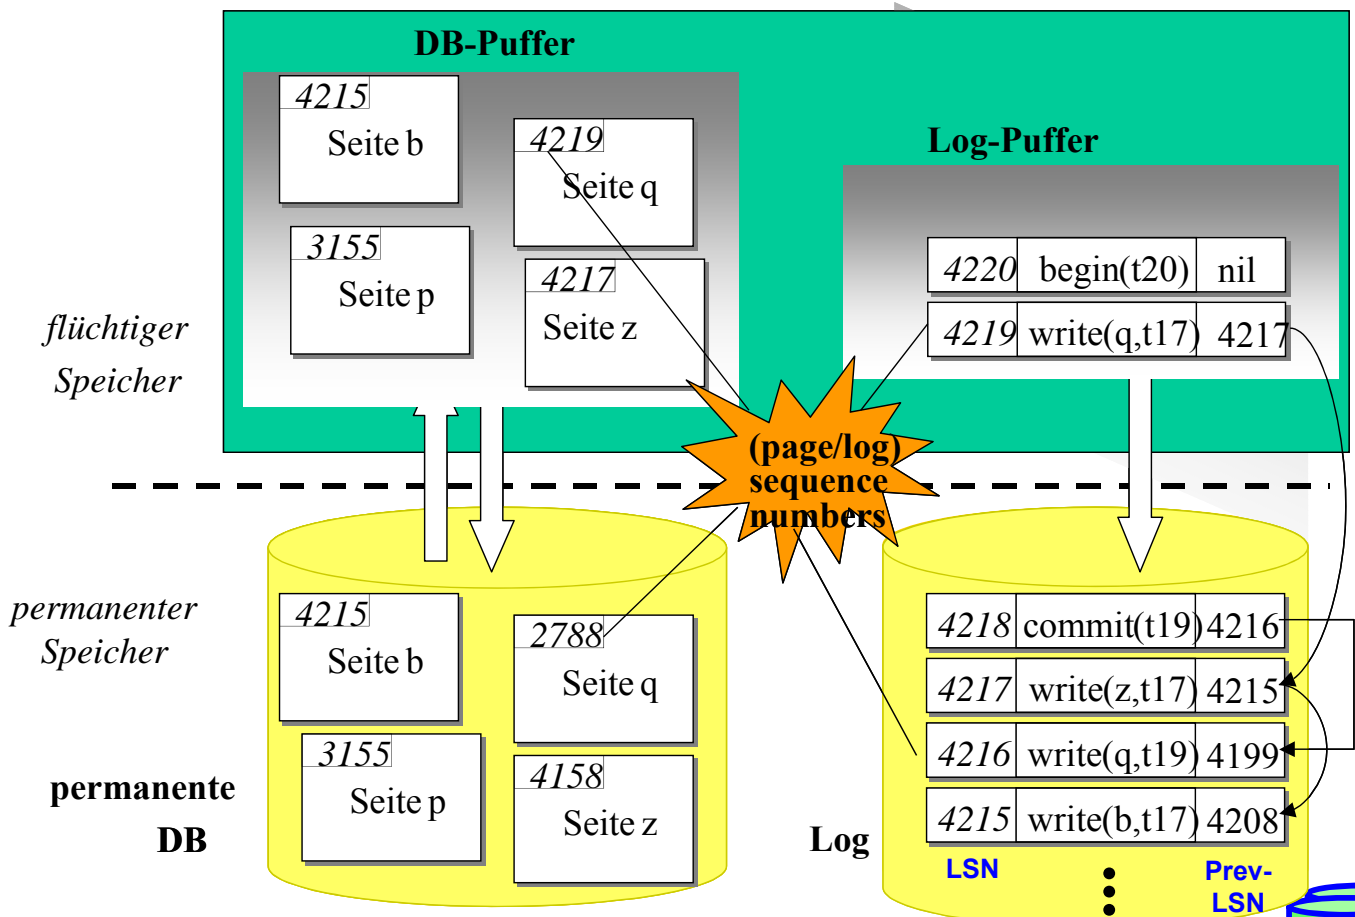 DB-Puffer
4215
Seite b
4219
Seite q
3155
Seite p
4217
Seite z
Log-Puffer
4220 begin(t20) nil
4219 write(q,t17) 4217
flüchtiger
Speicher
(page/log)
sequence
numbers
permanenter
Speicher
4215
Seite b
2788
Seite q
3155
Seite p
4158
Seite z
permanente
DB
4218 commit(t19) 4216
4217 write(z,t17) 4215
4216 write(q,t19) 4199
4215 write(b,t17) 4208
Log
LSN
Prev-
LSN